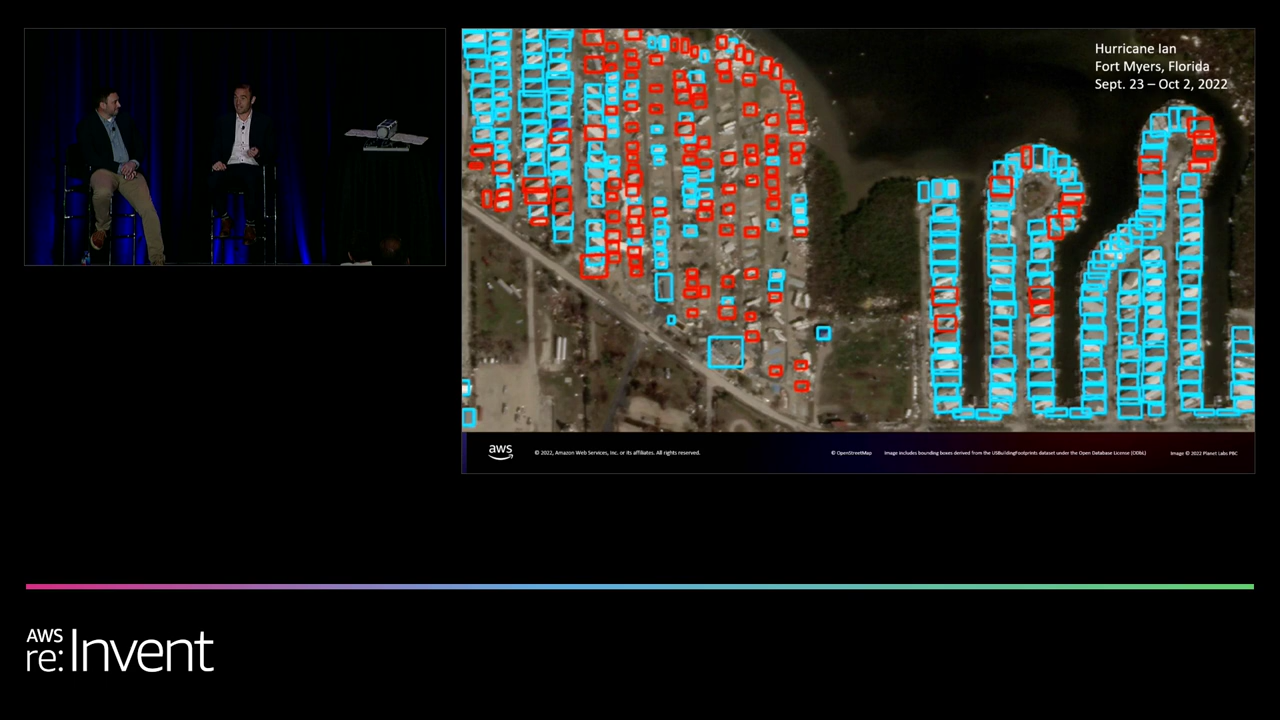 Hurricane Ian
Fort Myers, Florida
Sept. 23 – Oct 2, 2022
aws
© 2022, Amazon Web Services, Inc. or its affiliates. All rights reserved.
© OpenStreetMap
Image includes bounding boxes derived from the USBuildingFootprints dataset under the Open Database License (ODbL)
Image © 2022 Planet Labs PBC
AWS
re:Invent